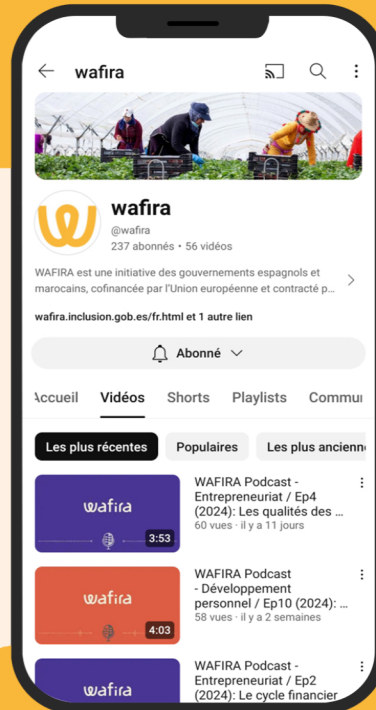 wafira
wafira
@wafira
237 abonnés • 56 vidéos
WAFIRA est une initiative des gouvernements espagnols et
marocains, cofinancée par l'Union européenne et contracté p...
wafira.inclusion.gob.es/fr.html et 1 autre lien
Abonné
Accueil Vidéos Shorts Playlists Commu
Les plus récentes Populaires Les plus ancienn
wafira
3:53
WAFIRA Podcast -
Entrepreneuriat / Ep4
(2024): Les qualités des ...
60 vues · il y a 11 jours
wafira
4:03
WAFIRA Podcast
- Développement
personnel / Ep10 (2024): ...
58 vues · il y a 2 semaines
wafira
WAFIRA Podcast -
Entrepreneuriat / Ep2
(2024): Le cycle financier